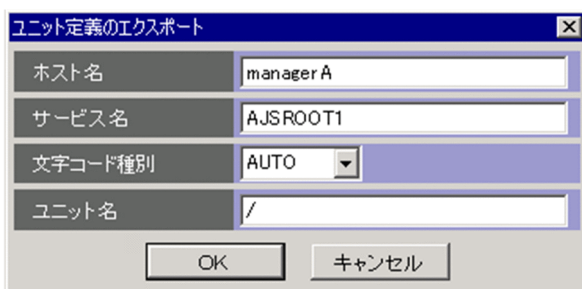 ユニット定義のエクスポート
ホスト名 managerA
サービス名 AJSROOT1
文字コード種別 AUTO
ユニット名 /
OK キャンセル